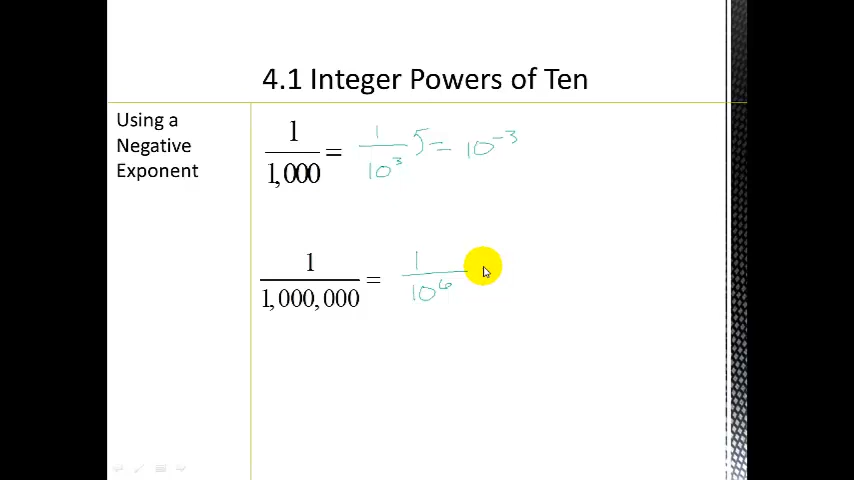 4.1 Integer Powers of Ten
Using a
Negative
Exponent
1/1,000 = 1/10³ 5 = 10⁻³
1/1,000,000 = 1/10⁶